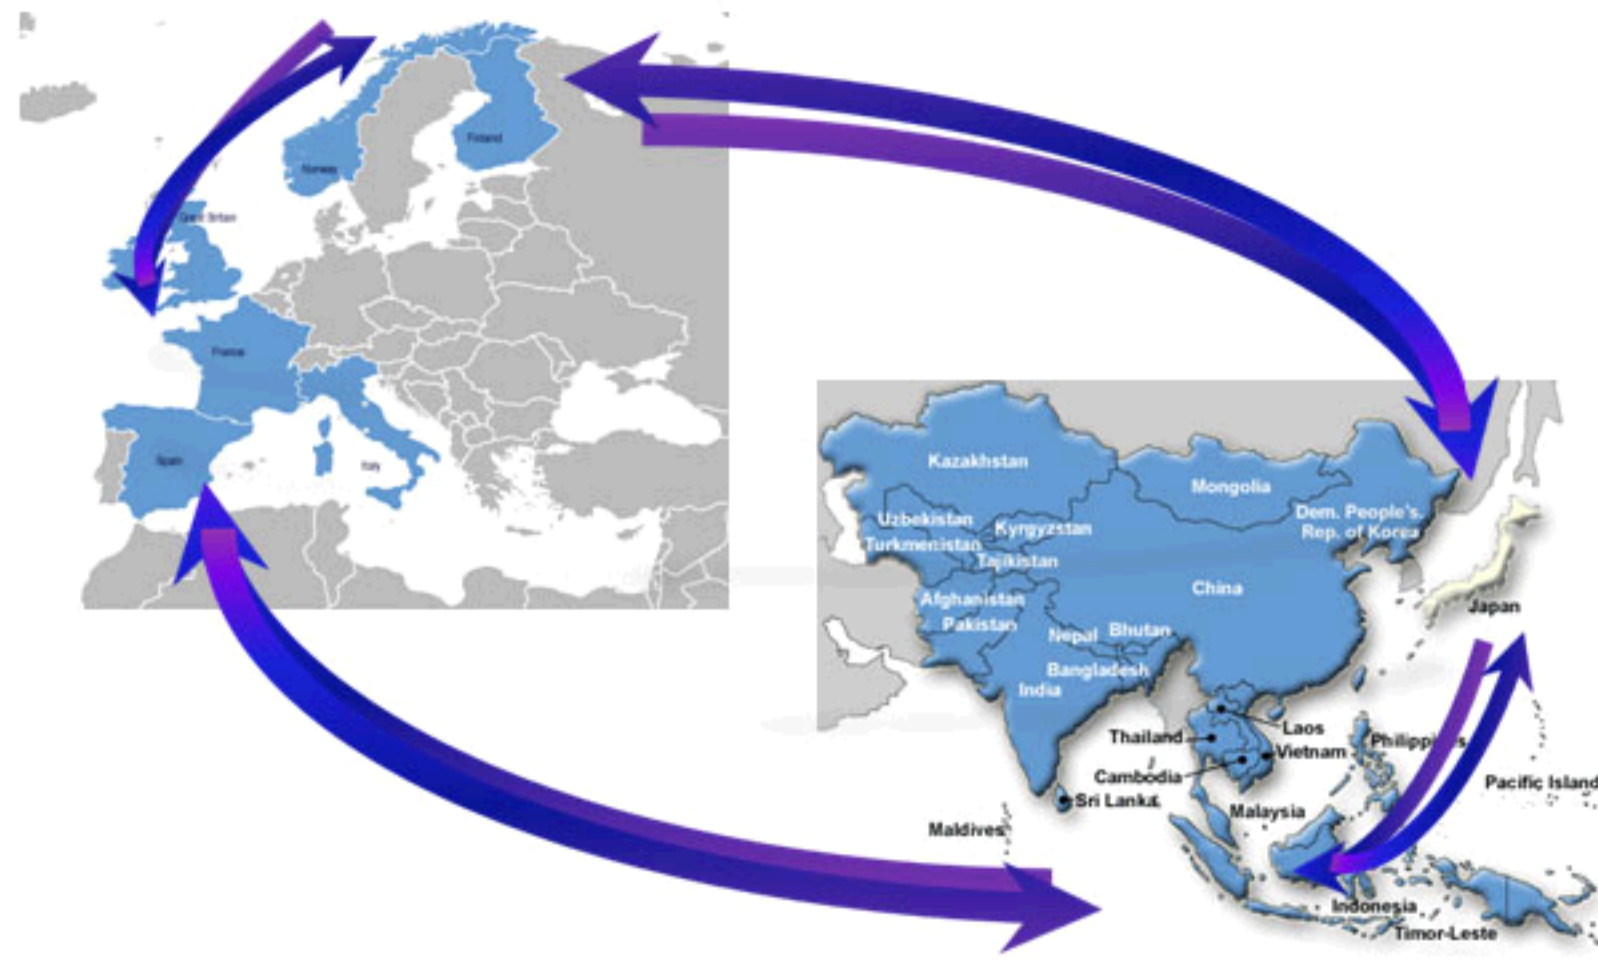 Finland
Norway
Great Britain
France
Spain
Italy
Kazakhstan
Mongolia
Dem. People's.
Rep. of Korea
Uzbekistan
Kyrgyzstan
Turkmenistan
Tajikistan
China
Afghanistan
Pakistan
Japan
Nepal
Bhutan
Bangladesh
India
Laos
Thailand
Vietnam
Philippines
Cambodia
Pacific Island
Sri Lanka
Malaysia
Maldives
Indonesia
Timor-Leste